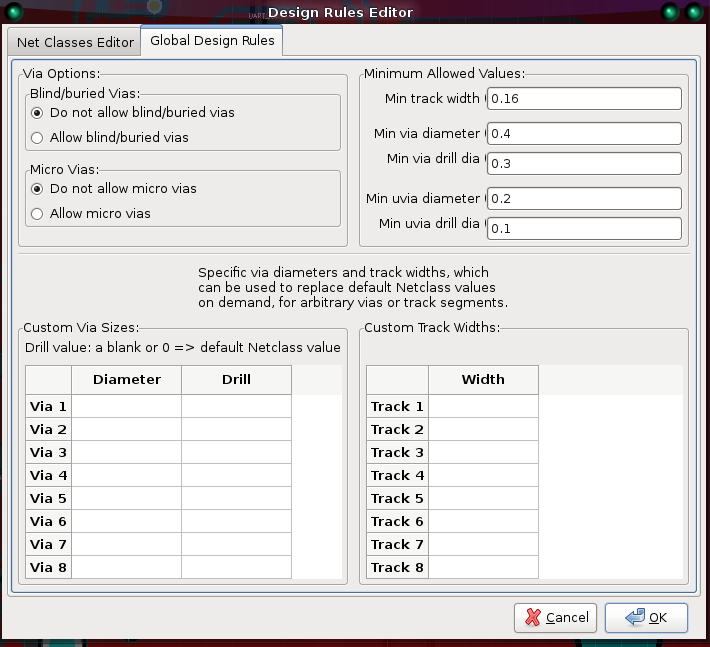 UART
Design Rules Editor
Net Classes Editor
Global Design Rules
Via Options:
Blind/buried Vias:
Do not allow blind/buried vias
Allow blind/buried vias
Micro Vias:
Do not allow micro vias
Allow micro vias
Minimum Allowed Values:
Min track width (
0.16
Min via diameter (
0.4
Min via drill dia (
0.3
Min uvia diameter (
0.2
Min uvia drill dia (
0.1
Specific via diameters and track widths, which
can be used to replace default Netclass values
on demand, for arbitrary vias or track segments.
Custom Via Sizes:
Drill value: a blank or 0 => default Netclass value
Diameter Drill
Via 1
Via 2
Via 3
Via 4
Via 5
Via 6
Via 7
Via 8
Custom Track Widths:
Width
Track 1
Track 2
Track 3
Track 4
Track 5
Track 6
Track 7
Track 8
Cancel
OK